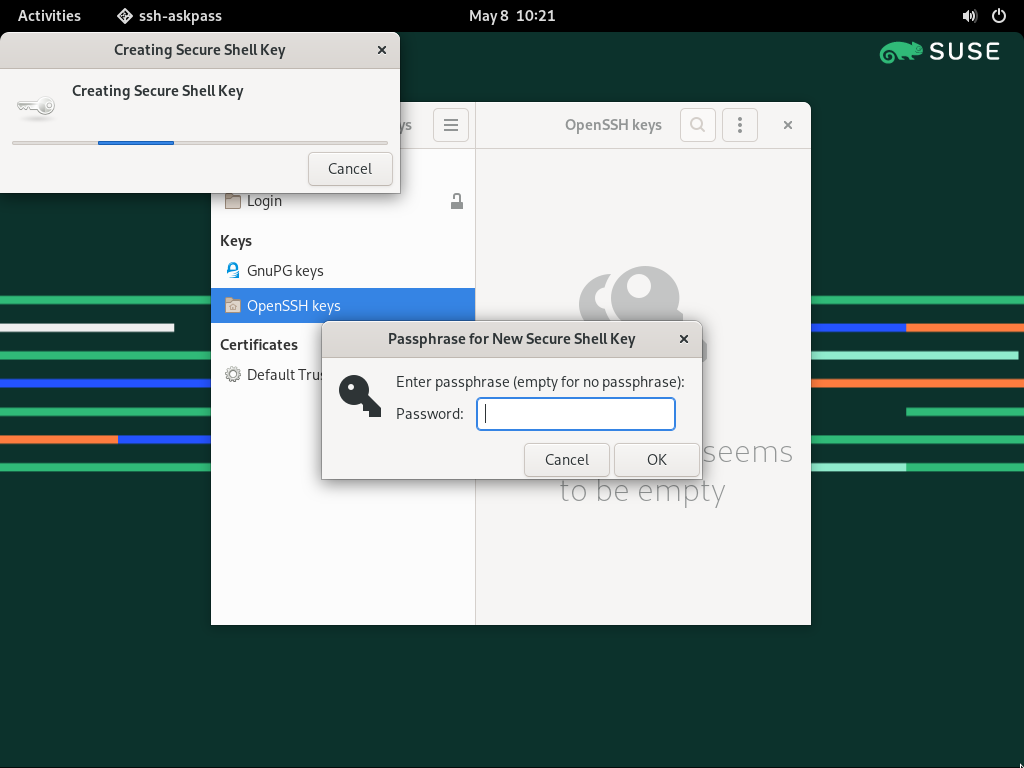 Activities
ssh-askpass
May 8 10:21
SUSE
Creating Secure Shell Key
Creating Secure Shell Key
Cancel
OpenSSH keys
Login
Keys
GnuPG keys
OpenSSH keys
Certificates
Default
Passphrase for New Secure Shell Key
Enter passphrase (empty for no passphrase):
Password:
Cancel
OK
seems
to be empty